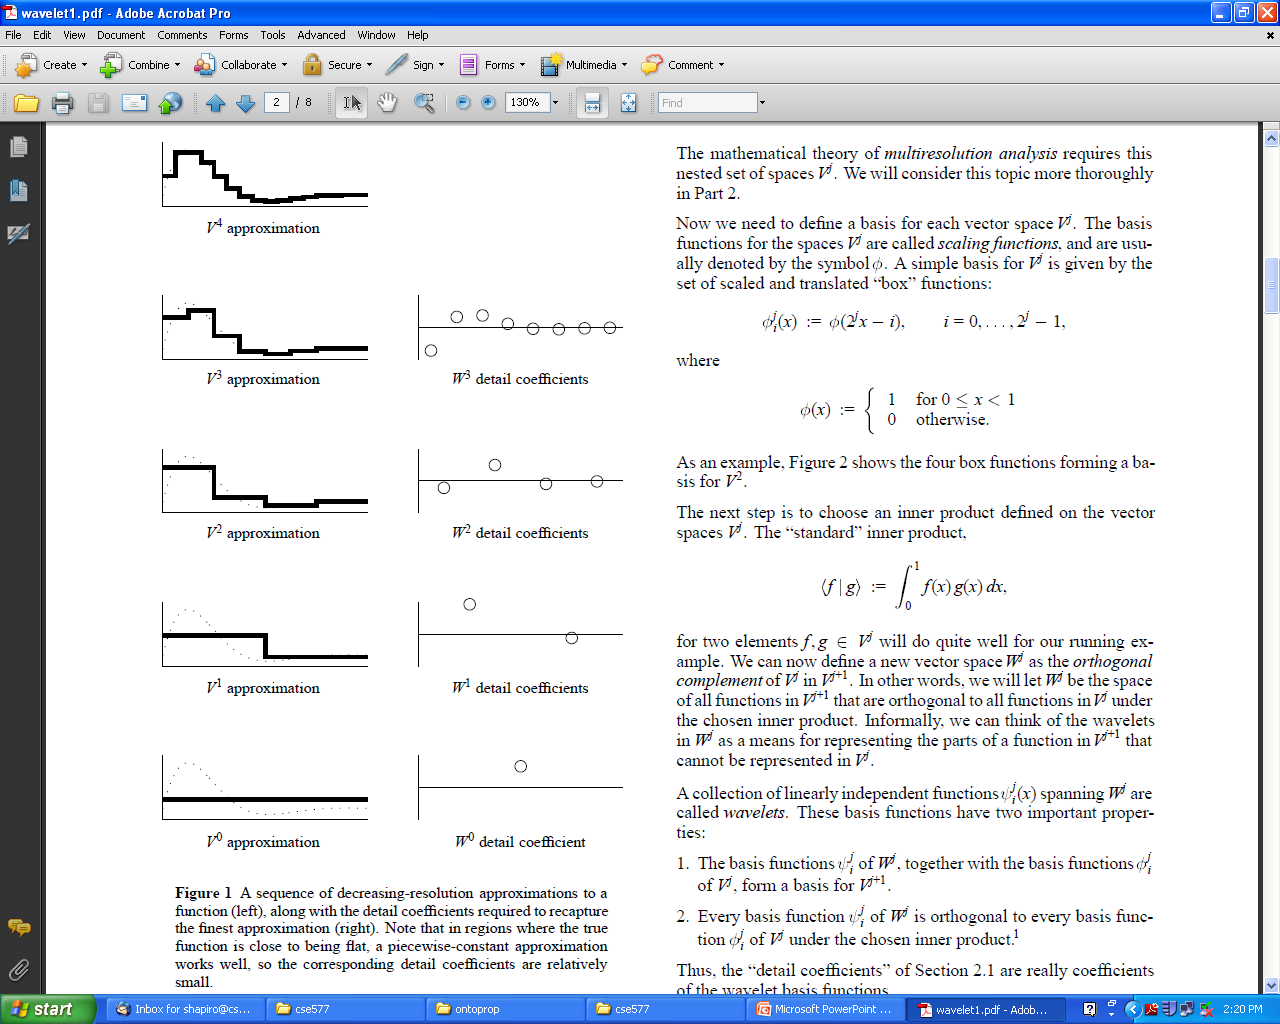 wavelet1.pdf - Adobe Acrobat Pro
File Edit View Document Comments Forms Tools Advanced Window Help
Create Combine Collaborate Secure Sign Forms Multimedia Comment
2 / 8 130% Find
V⁴ approximation
V³ approximation
W³ detail coefficients
V² approximation
W² detail coefficients
V¹ approximation
W¹ detail coefficients
V⁰ approximation
W⁰ detail coefficient
Figure 1 A sequence of decreasing-resolution approximations to a
function (left), along with the detail coefficients required to recapture
the finest approximation (right). Note that in regions where the true
function is close to being flat, a piecewise-constant approximation
works well, so the corresponding detail coefficients are relatively
small.
The mathematical theory of multiresolution analysis requires this
nested set of spaces Vʲ. We will consider this topic more thoroughly
in Part 2.
Now we need to define a basis for each vector space Vʲ. The basis
functions for the spaces Vʲ are called scaling functions, and are usu-
ally denoted by the symbol ϕ. A simple basis for Vʲ is given by the
set of scaled and translated “box” functions:
ϕᵢʲ(x) := ϕ(2ʲx − i), i = 0, . . . , 2ʲ − 1,
where
ϕ(x) := { 1 for 0 ≤ x < 1
0 otherwise.
As an example, Figure 2 shows the four box functions forming a ba-
sis for V².
The next step is to choose an inner product defined on the vector
spaces Vʲ. The “standard” inner product,
⟨f | g⟩ := ∫₀¹ f(x) g(x) dx,
for two elements f, g ∈ Vʲ will do quite well for our running ex-
ample. We can now define a new vector space Wʲ as the orthogonal
complement of Vʲ in Vʲ⁺¹. In other words, we will let Wʲ be the space
of all functions in Vʲ⁺¹ that are orthogonal to all functions in Vʲ under
the chosen inner product. Informally, we can think of the wavelets
in Wʲ as a means for representing the parts of a function in Vʲ⁺¹ that
cannot be represented in Vʲ.
A collection of linearly independent functions ψᵢʲ(x) spanning Wʲ are
called wavelets. These basis functions have two important proper-
ties:
1. The basis functions ψᵢʲ of Wʲ, together with the basis functions ϕᵢʲ
of Vʲ, form a basis for Vʲ⁺¹.
2. Every basis function ψᵢʲ of Wʲ is orthogonal to every basis func-
tion ϕᵢʲ of Vʲ under the chosen inner product.¹
Thus, the “detail coefficients” of Section 2.1 are really coefficients
of the wavelet basis functions
start Inbox for shapiro@cs... cse577 ontoprop cse577 Microsoft PowerPoint ... wavelet1.pdf - Adob... 2:20 PM